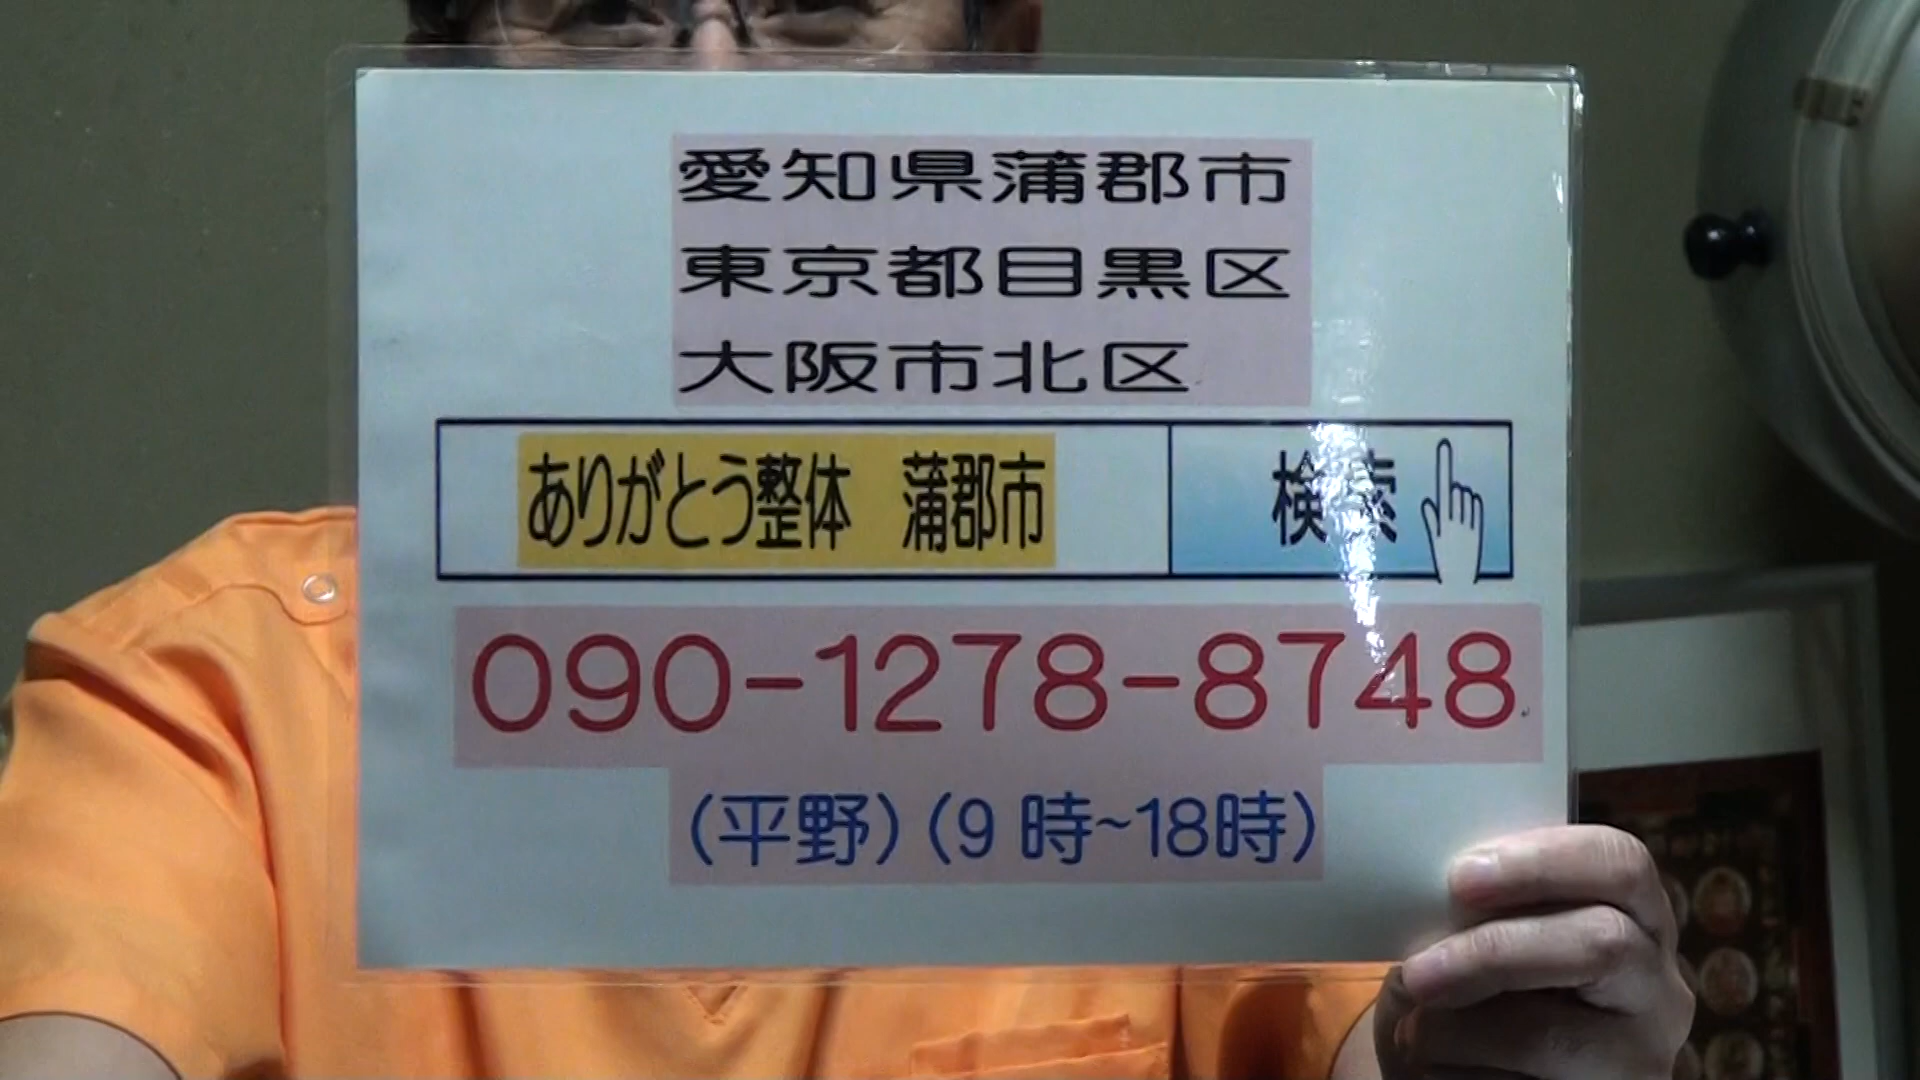 愛知県蒲郡市
東京都目黒区
大阪市北区
ありがとう整体　蒲郡市 検索
090-1278-8748
(平野)(9時~18時)